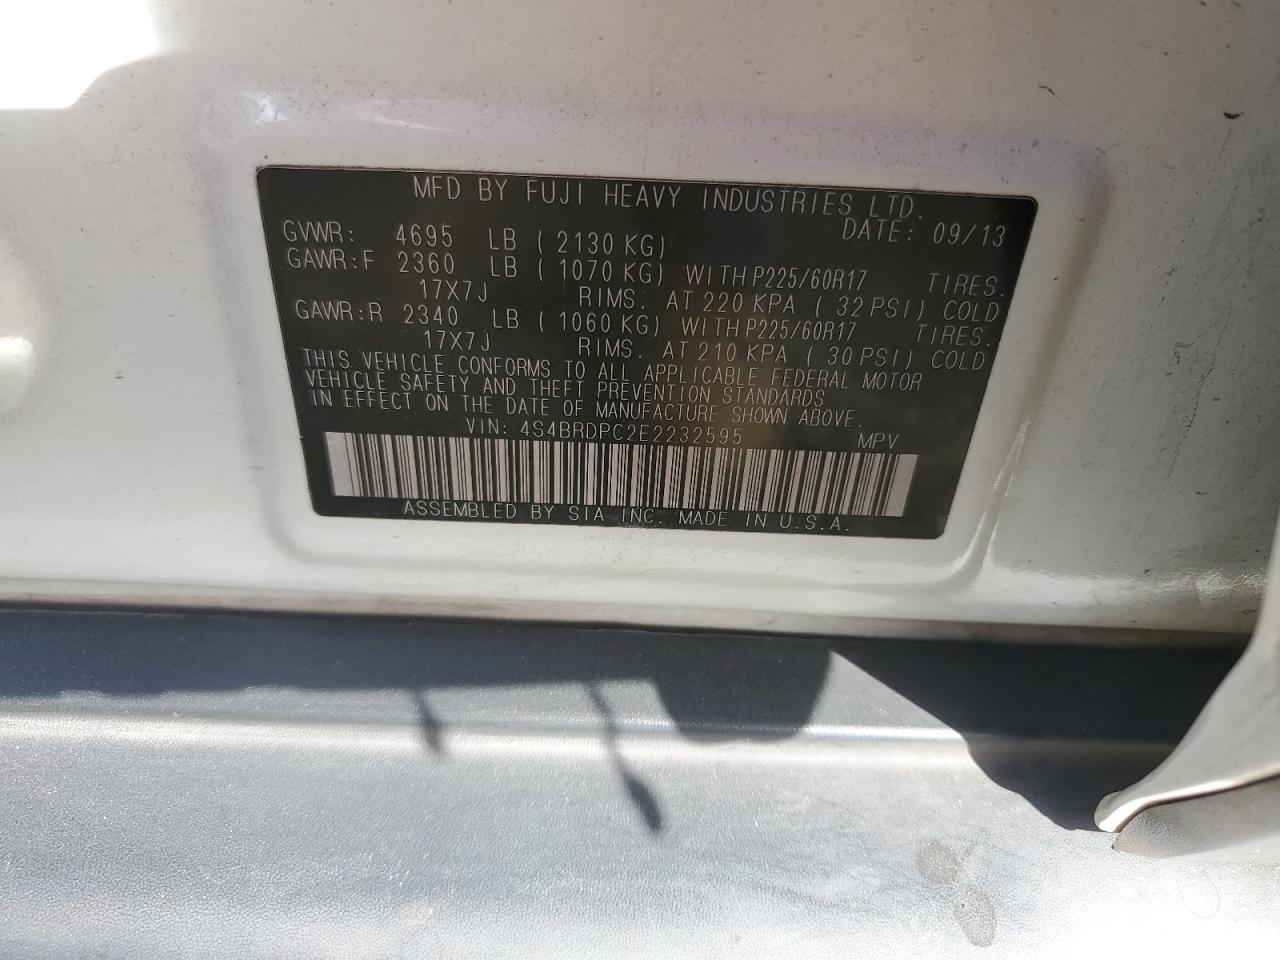 MFD BY FUJI HEAVY INDUSTRIES LTD.
DATE: 09/13
GVWR: 4695 LB ( 2130 KG)
GAWR:F 2360 LB ( 1070 KG) WITH P225/60R17 TIRES.
17X7J RIMS. AT 220 KPA ( 32 PSI) COLD
GAWR:R 2340 LB ( 1060 KG) WITH P225/60R17 TIRES.
17X7J RIMS. AT 210 KPA ( 30 PSI) COLD
THIS VEHICLE CONFORMS TO ALL APPLICABLE FEDERAL MOTOR
VEHICLE SAFETY AND THEFT PREVENTION STANDARDS
IN EFFECT ON THE DATE OF MANUFACTURE SHOWN ABOVE.
VIN: 4S4BRDPC2E2232595 MPV
ASSEMBLED BY SIA INC. MADE IN U.S.A.